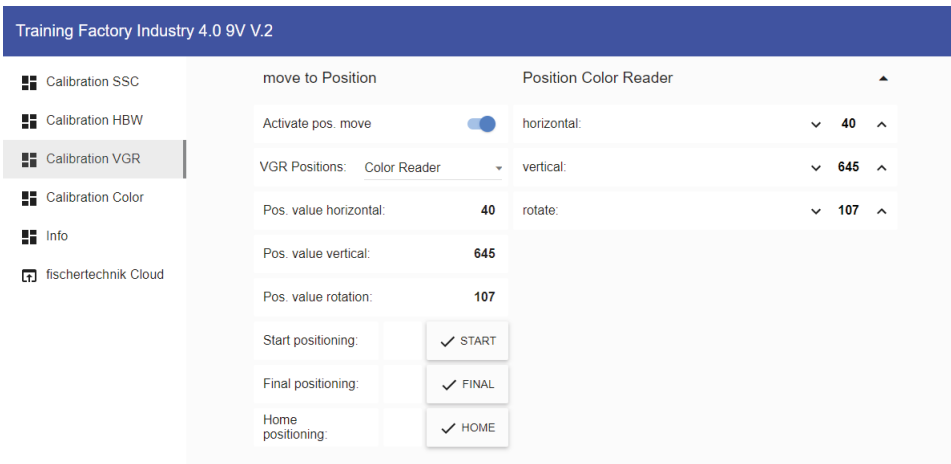 Training Factory Industry 4.0 9V V.2
Calibration SSC
Calibration HBW
Calibration VGR
Calibration Color
Info
fischertechnik Cloud
move to Position
Activate pos. move
VGR Positions: Color Reader
Pos. value horizontal: 40
Pos. value vertical: 645
Pos. value rotation: 107
Start positioning: START
Final positioning: FINAL
Home
positioning: HOME
Position Color Reader
horizontal: 40
vertical: 645
rotate: 107